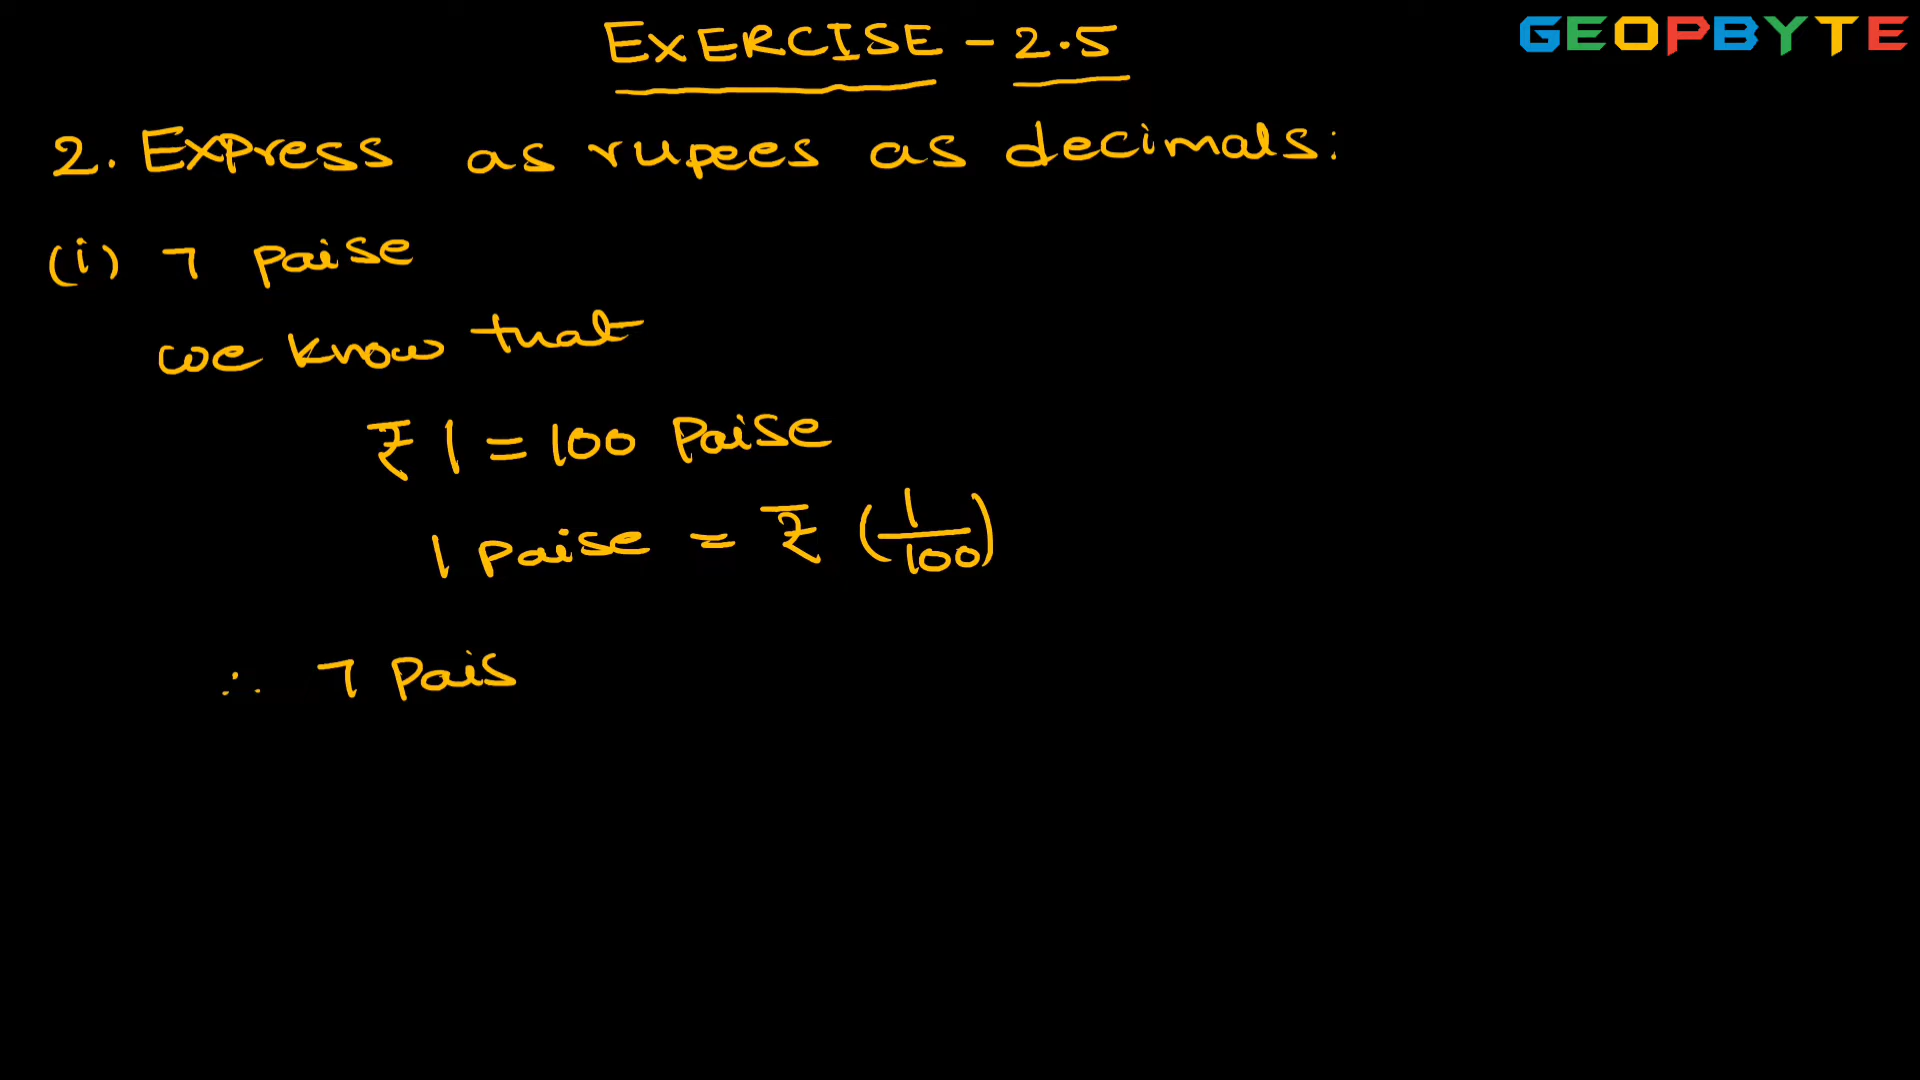 EXERCISE - 2.5
GEOPBYTE
2. Express as rupees as decimals:
(i) 7 paise
we know that
₹ 1 = 100 Paise
1 paise = ₹ (1/100)
∴ 7 Pais